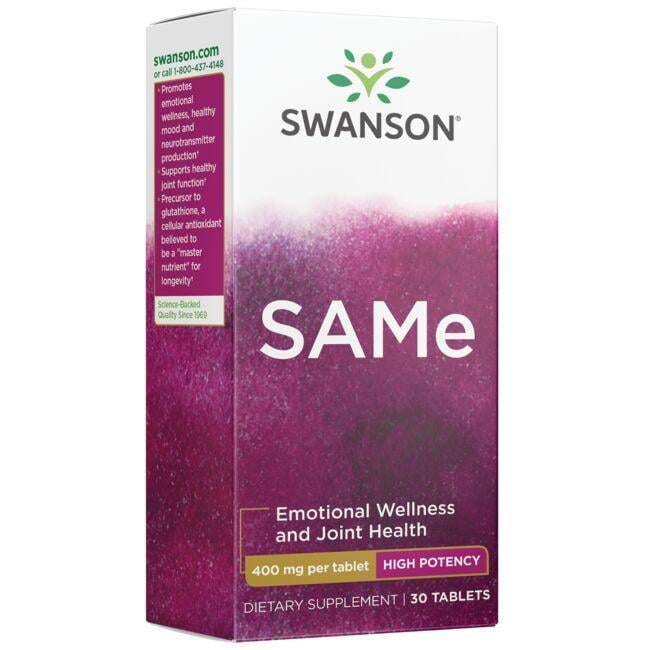 swanson.com
or call 1-800-437-4148
• Promotes
emotional
wellness, healthy
mood and
neurotransmitter
production†
• Supports healthy
joint function†
• Precursor to
glutathione, a
cellular antioxidant
believed to
be a "master
nutrient" for
longevity†
Science-Backed
Quality Since 1969
SWANSON®
SAMe
Emotional Wellness
and Joint Health
400 mg per tablet HIGH POTENCY
DIETARY SUPPLEMENT | 30 TABLETS